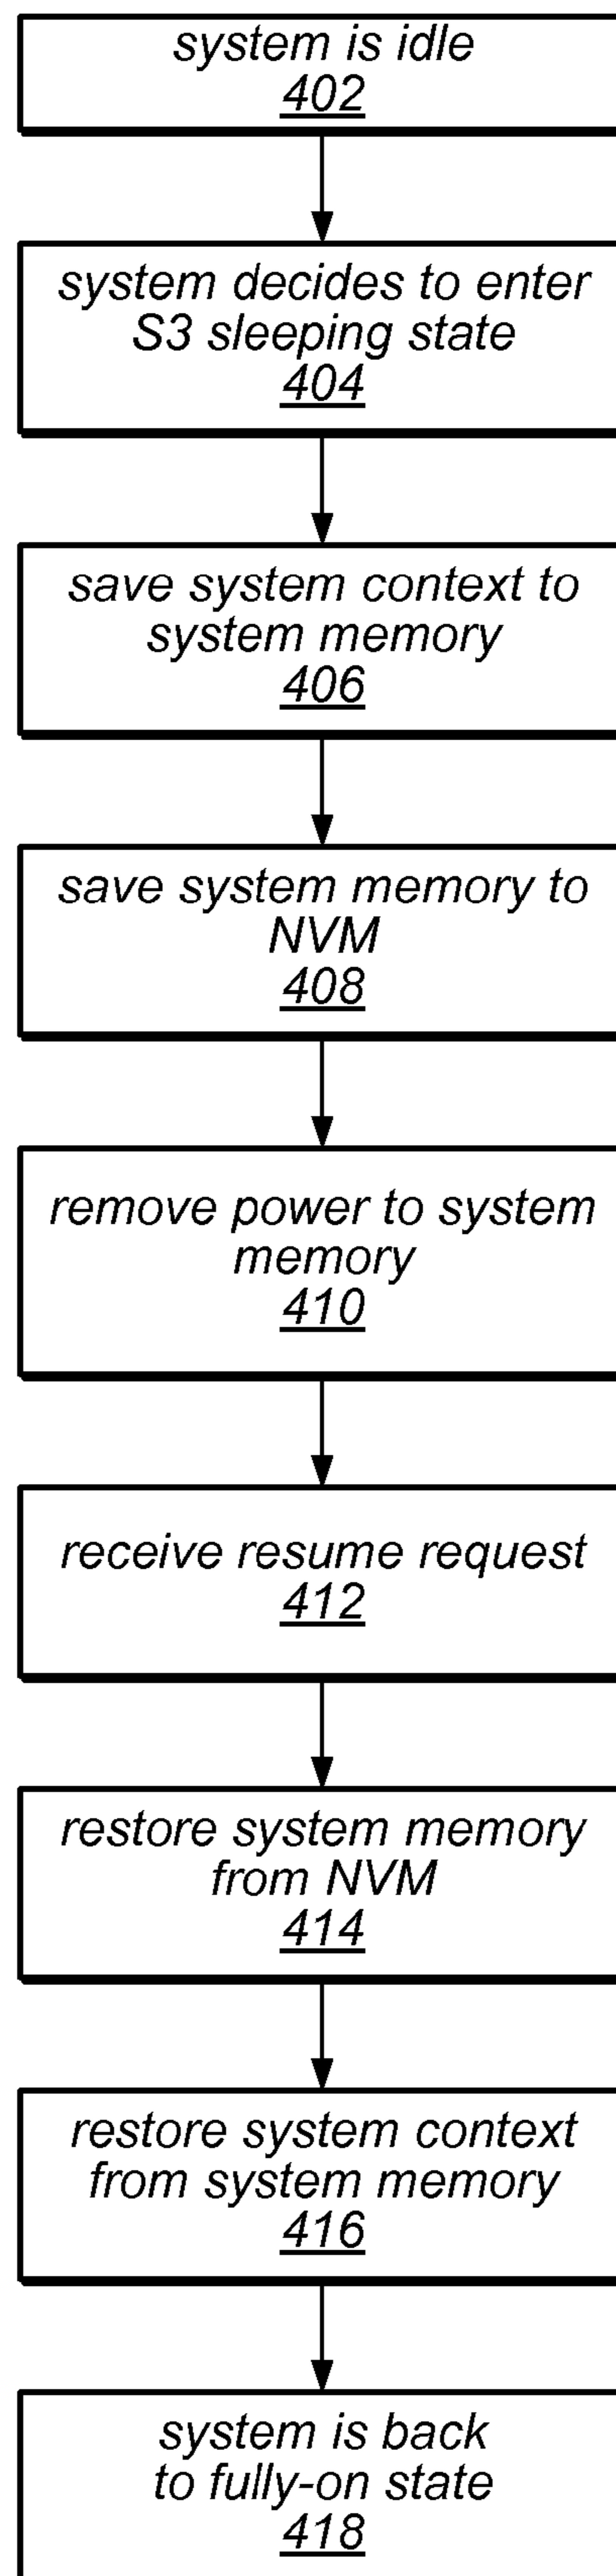 system is idle
402
system decides to enter
S3 sleeping state
404
save system context to
system memory
406
save system memory to
NVM
408
remove power to system
memory
410
receive resume request
412
restore system memory
from NVM
414
restore system context
from system memory
416
system is back
to fully-on state
418